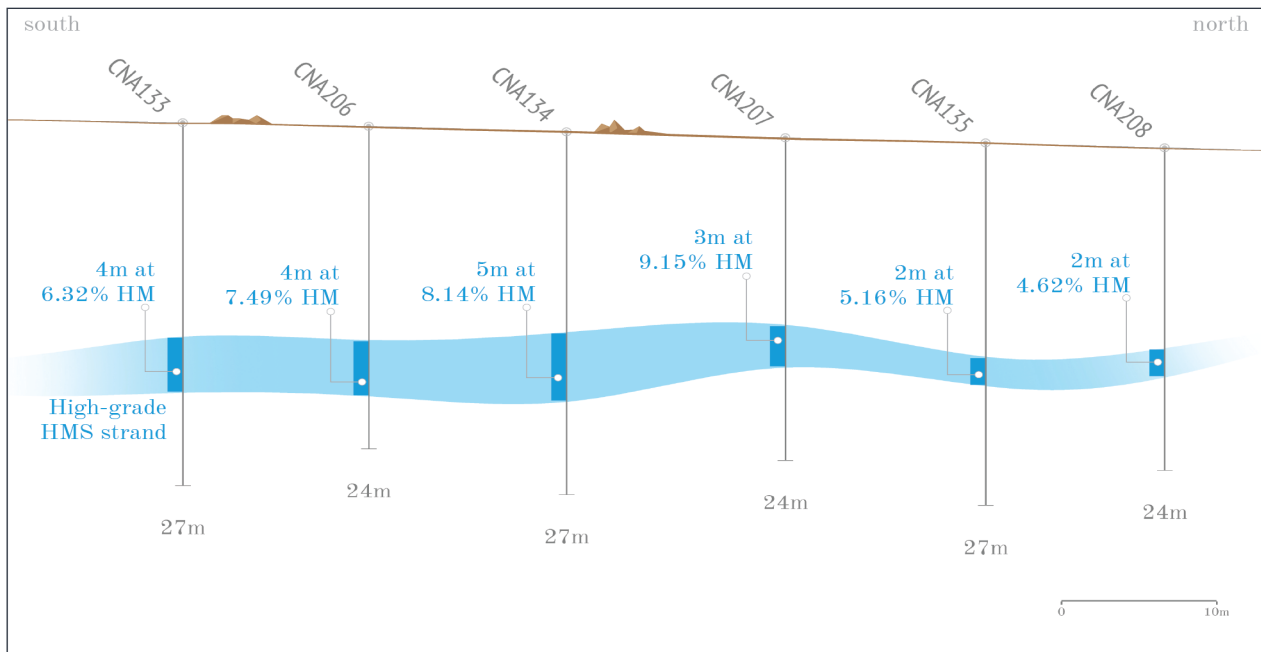 south
north
CNA133
CNA206
CNA134
CNA207
CNA135
CNA208
4m at
6.32% HM
4m at
7.49% HM
5m at
8.14% HM
3m at
9.15% HM
2m at
5.16% HM
2m at
4.62% HM
High-grade
HMS strand
27m
24m
27m
24m
27m
24m
0
10m